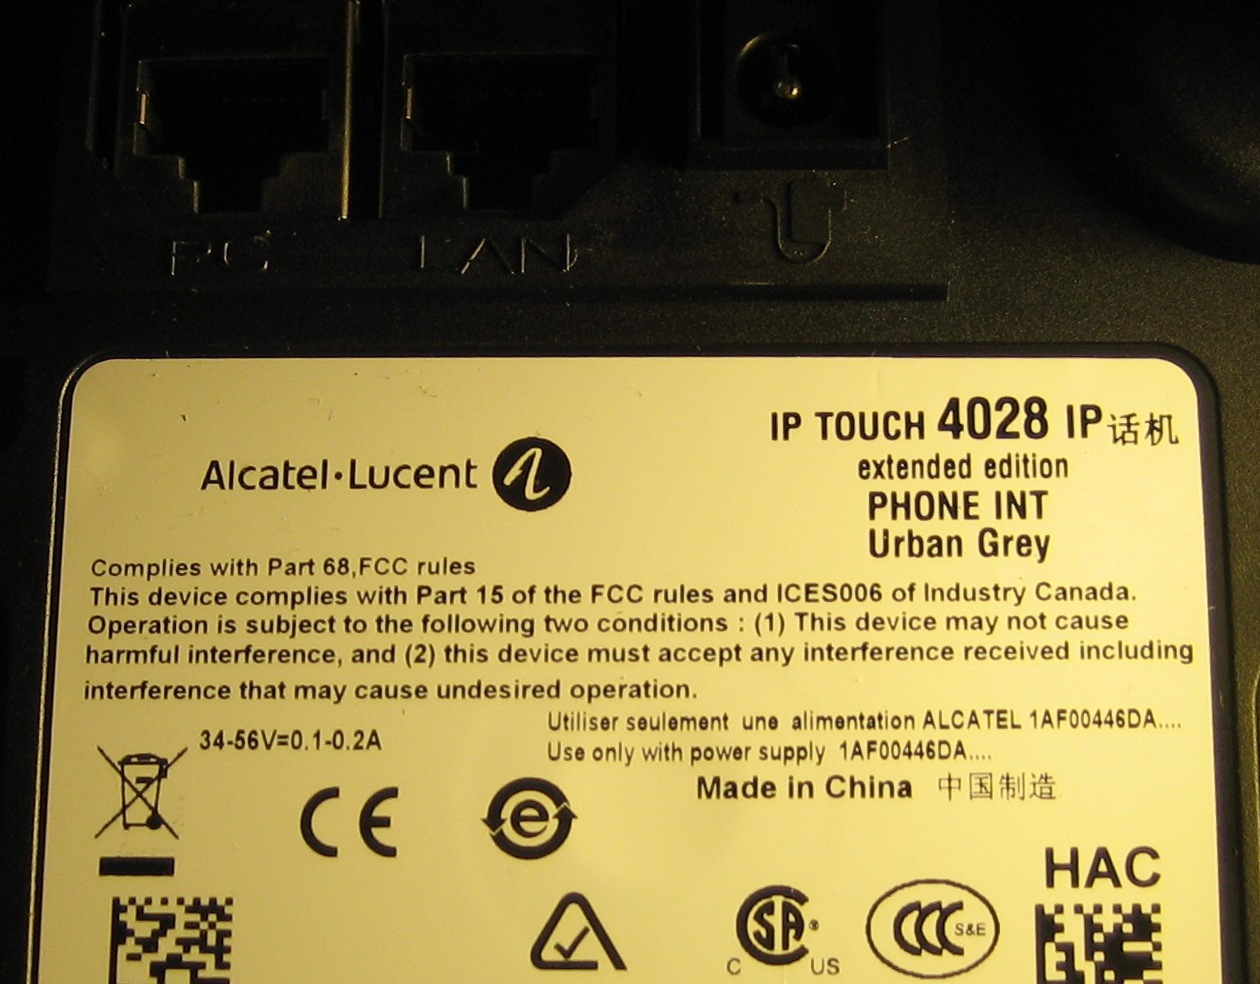 PC LAN
Alcatel·Lucent
IP TOUCH 4028 IP话机
extended edition
PHONE INT
Urban Grey
Complies with Part 68,FCC rules
This device complies with Part 15 of the FCC rules and ICES006 of Industry Canada.
Operation is subject to the following two conditions : (1) This device may not cause
harmful interference, and (2) this device must accept any interference received including
interference that may cause undesired operation.
34-56V=0.1-0.2A
Utiliser seulement une alimentation ALCATEL 1AF00446DA....
Use only with power supply 1AF00446DA....
Made in China 中国制造
CE
e
HAC
SA®
C US
CCC S&E